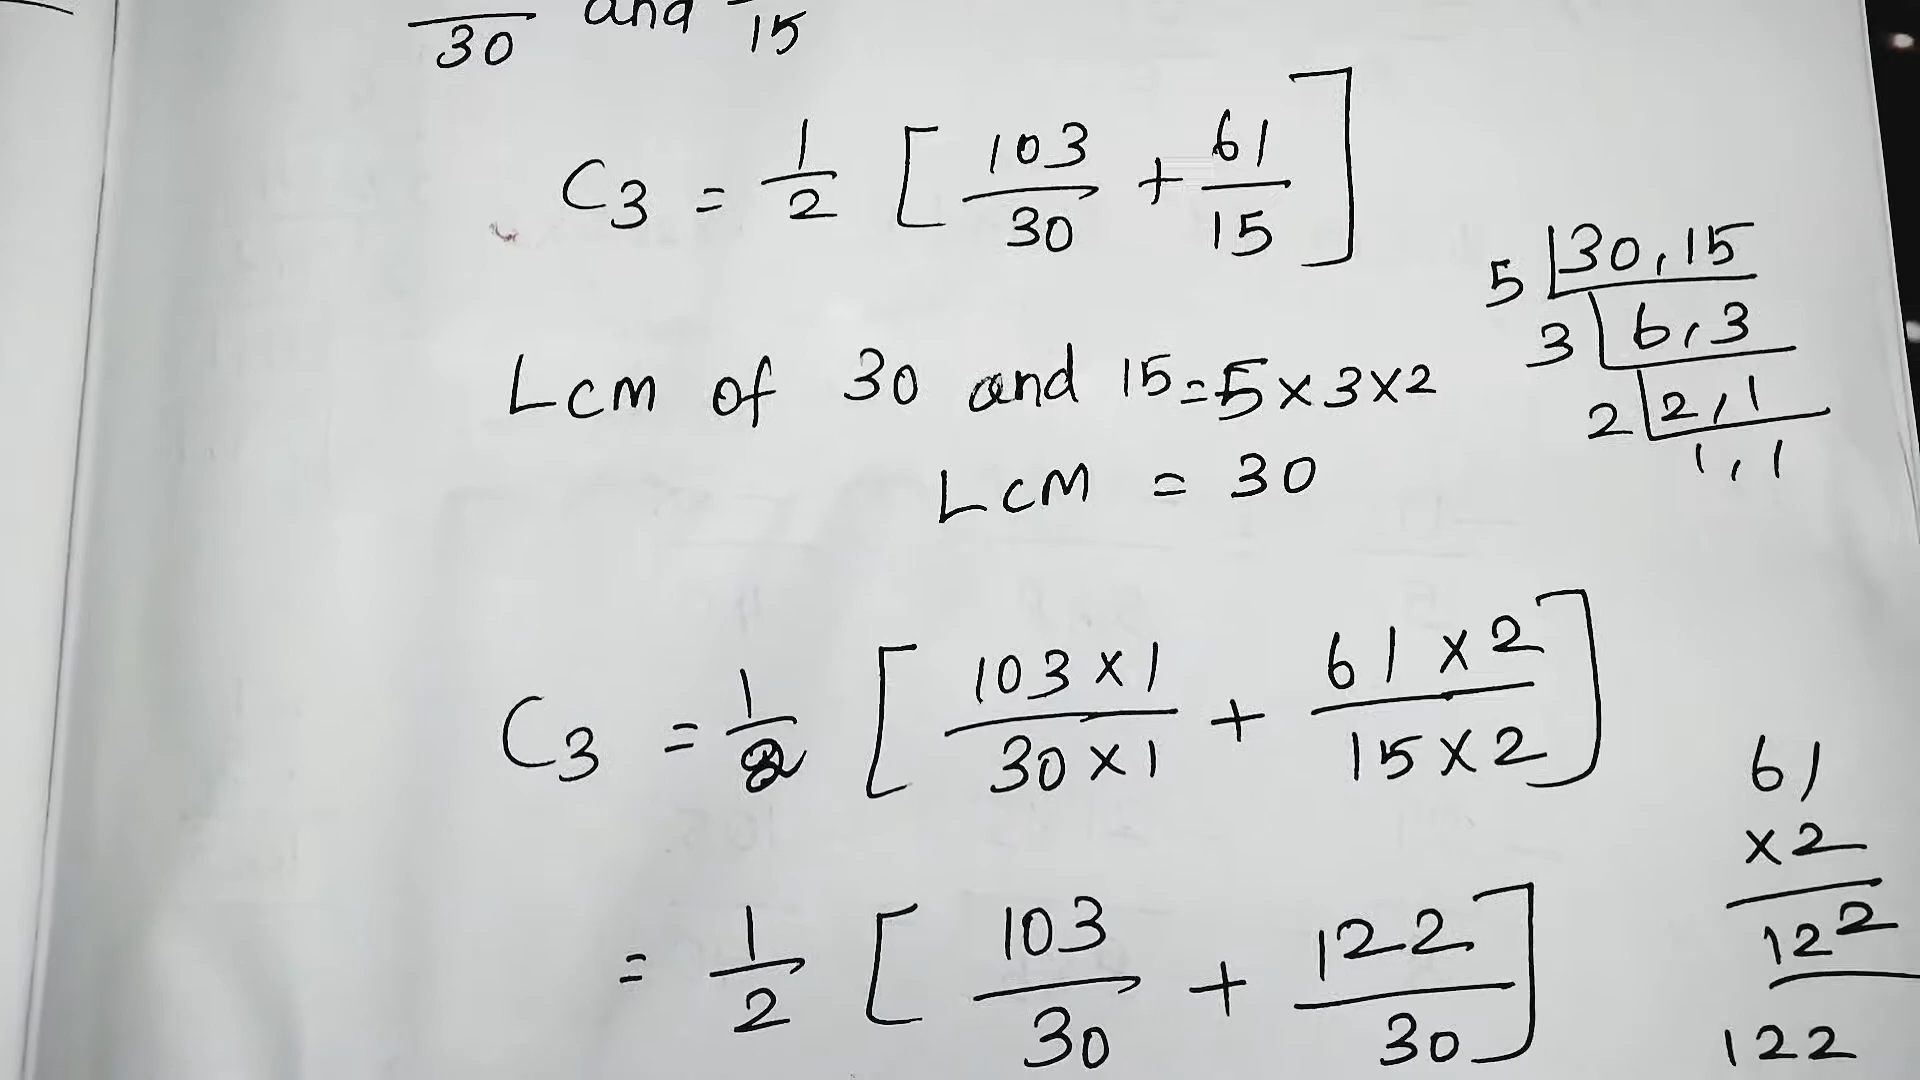 30 and 15
C3 = 1/2 [ 103/30 + 61/15 ]
5 | 30, 15
3 | 6, 3
2 | 2, 1
1, 1
Lcm of 30 and 15 = 5 × 3 × 2
LCM = 30
C3 = 1/2 [ 103 × 1 / 30 × 1 + 61 × 2 / 15 × 2 ]
61
× 2
122
= 1/2 [ 103/30 + 122/30 ]
122